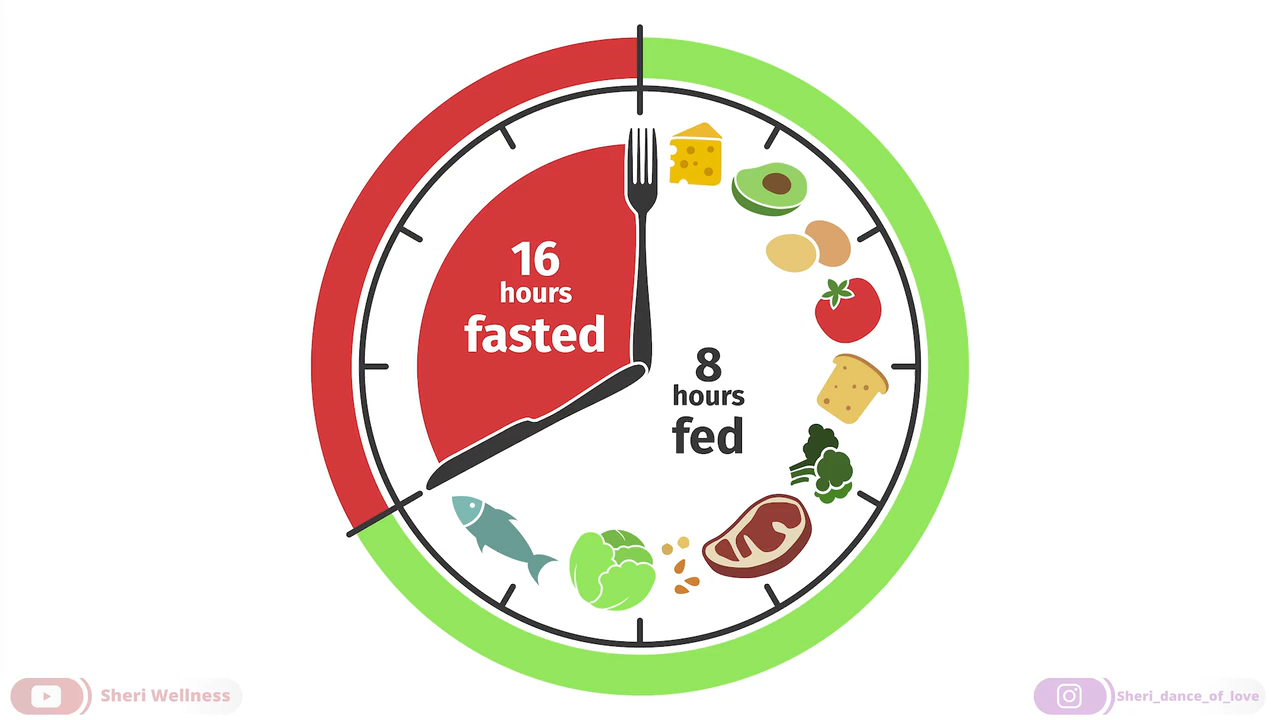 16
hours
fasted
8
hours
fed
Sheri Wellness
Sheri_dance_of_love